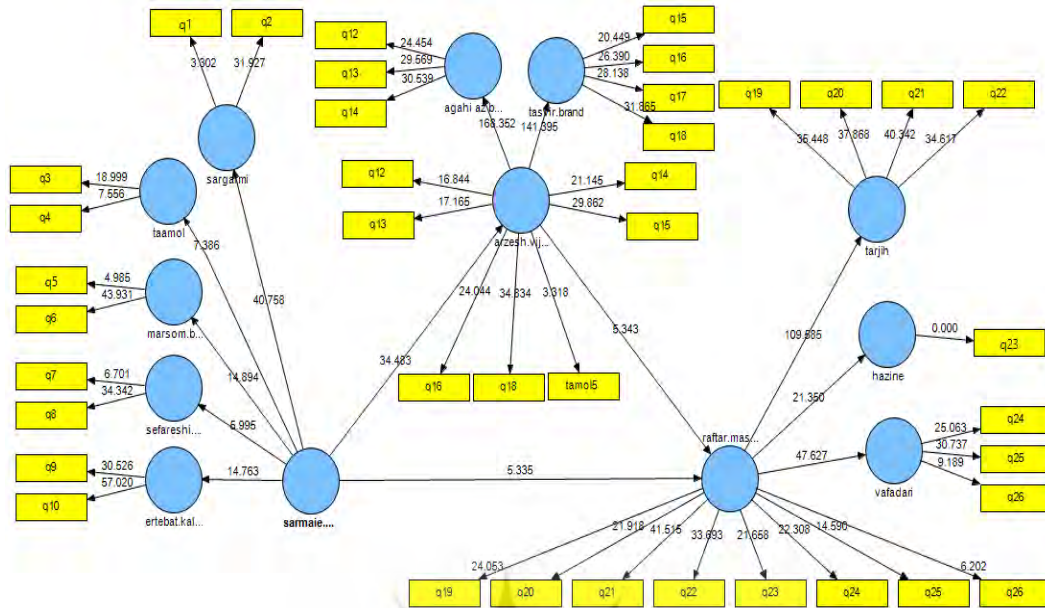 q1
q2
3.302
31.927
sargarmi
q3
q4
18.999
7.556
taamol
7.386
40.758
q5
q6
4.985
43.931
marsom.b...
14.894
q7
q8
6.701
34.342
sefareshi....
5.995
q9
q10
30.526
57.020
ertebat.kal...
14.763
sarmaie....
q12
q13
q14
24.454
29.569
30.539
agahi az.b...
168.352
q15
q16
q17
q18
20.449
26.390
28.138
31.865
tasvir.brand
141.395
q12
q13
16.844
17.165
q14
q15
21.145
29.862
arzesh.vij...
24.044
34.834
3.318
q16
q18
tamol5
34.483
5.343
5.335
q19
q20
q21
q22
35.448
37.868
40.342
34.617
tarjih
109.585
0.000
q23
hazine
21.350
q24
q25
q26
25.063
30.737
9.189
vafadari
47.627
raftar.mas...
24.053
21.918
41.515
33.693
21.658
22.308
14.590
6.202
q19
q20
q21
q22
q23
q24
q25
q26